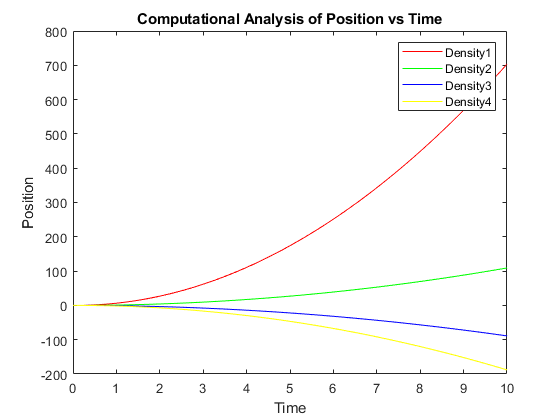 Computational Analysis of Position vs Time
800
700
600
500
400
300
200
100
0
-100
-200
Position
Density1
Density2
Density3
Density4
0 1 2 3 4 5 6 7 8 9 10
Time